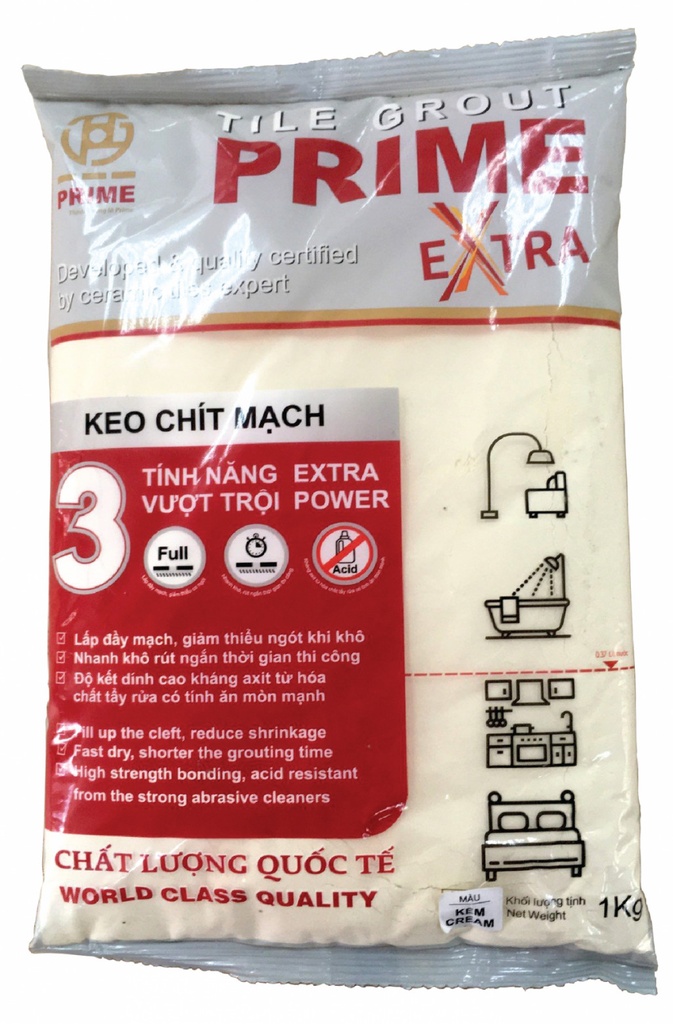 TILE GROUT
PRIME
EXTRA
PRIME
Developed & quality certified
by ceramic tiles expert
KEO CHÍT MẠCH
3
TÍNH NĂNG EXTRA
VƯỢT TRỘI POWER
Full
Acid
Lấp đầy mạch, giảm thiểu ngót khi khô
Nhanh khô rút ngắn thời gian thi công
Độ kết dính cao kháng axit từ hóa
chất tẩy rửa có tính ăn mòn mạnh
Fill up the cleft, reduce shrinkage
Fast dry, shorter the grouting time
High strength bonding, acid resistant
from the strong abrasive cleaners
CHẤT LƯỢNG QUỐC TẾ
WORLD CLASS QUALITY
MÀU
KEM
CREAM
Khối lượng tịnh
Net Weight
1Kg